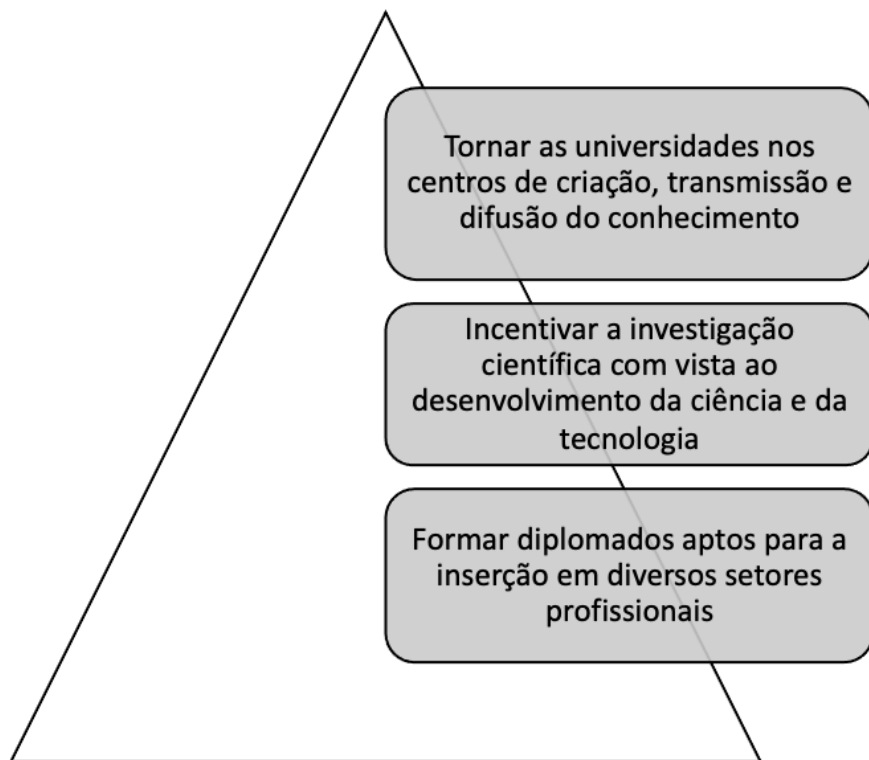 Tornar as universidades nos
centros de criação, transmissão e
difusão do conhecimento
Incentivar a investigação
científica com vista ao
desenvolvimento da ciência e da
tecnologia
Formar diplomados aptos para a
inserção em diversos setores
profissionais